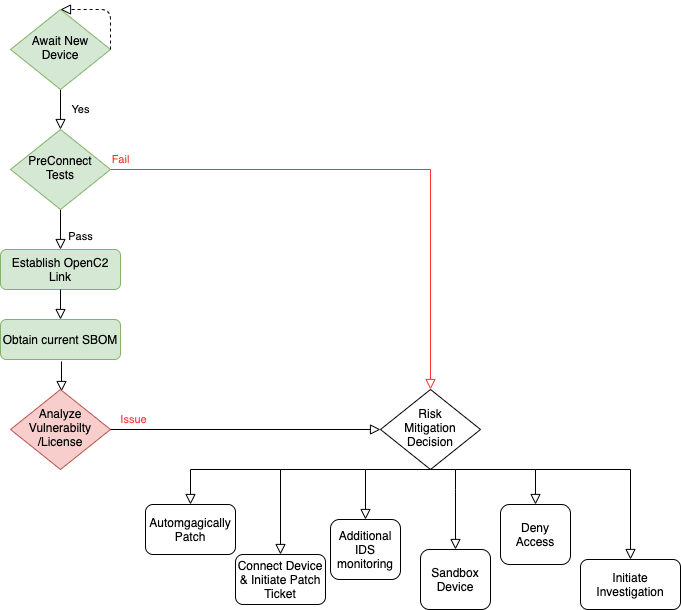 Await New
Device
Yes
PreConnect
Tests
Fail
Pass
Establish OpenC2
Link
Obtain current SBOM
Analyze
Vulnerabilty
/License
Issue
Risk
Mitigation
Decision
Automgagically
Patch
Connect Device
& Initiate Patch
Ticket
Additional
IDS
monitoring
Sandbox
Device
Deny
Access
Initiate
Investigation